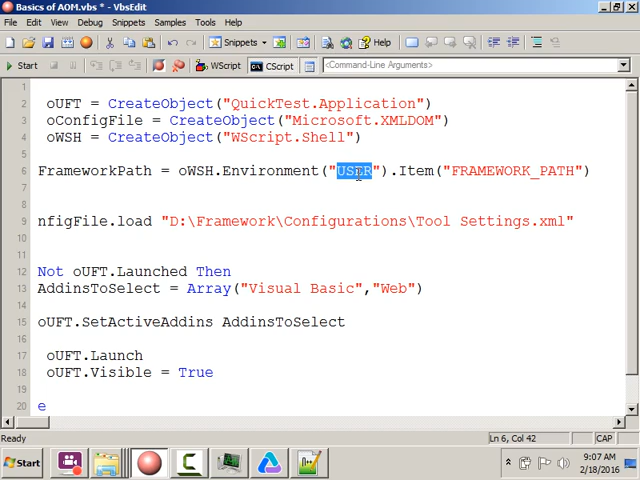 Basics of AOM.vbs * - VbsEdit
File Edit View Debug Snippets Samples Tools Help
Snippets Help
Start WScript CScript <Command-Line Arguments>
1
2 oUFT = CreateObject("QuickTest.Application")
3 oConfigFile = CreateObject("Microsoft.XMLDOM")
4 oWSH = CreateObject("WScript.Shell")
5
6 FrameworkPath = oWSH.Environment("USER").Item("FRAMEWORK_PATH")
7
8
9 nfigFile.load "D:\Framework\Configurations\Tool Settings.xml"
10
11
12 Not oUFT.Launched Then
13 AddinsToSelect = Array("Visual Basic","Web")
14
15 oUFT.SetActiveAddins AddinsToSelect
16
17 oUFT.Launch
18 oUFT.Visible = True
19
20 e
Ready Ln 6, Col 42 CAP
Start 9:07 AM
2/18/2016